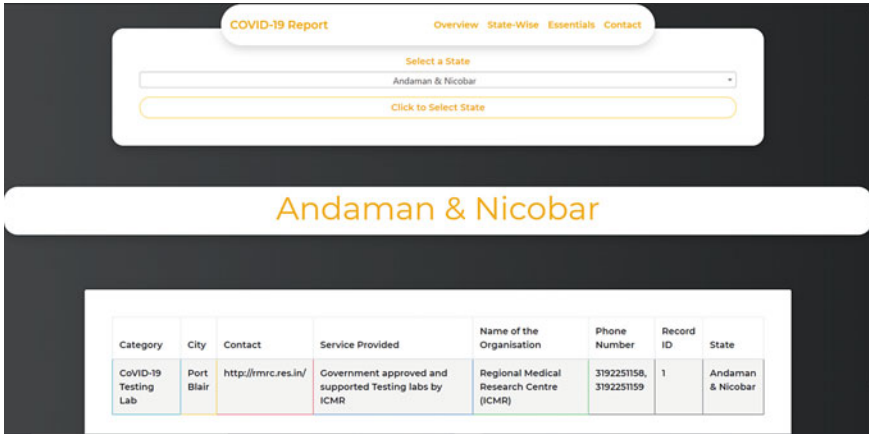 COVID-19 Report Overview State-Wise Essentials Contact
Select a State
Andaman & Nicobar
Click to Select State
Andaman & Nicobar
Category City Contact Service Provided Name of the Organisation Phone Number Record ID State
CoVID-19 Testing Lab Port Blair http://rmrc.res.in/ Government approved and supported Testing labs by ICMR Regional Medical Research Centre (ICMR) 3192251158, 3192251159 1 Andaman & Nicobar